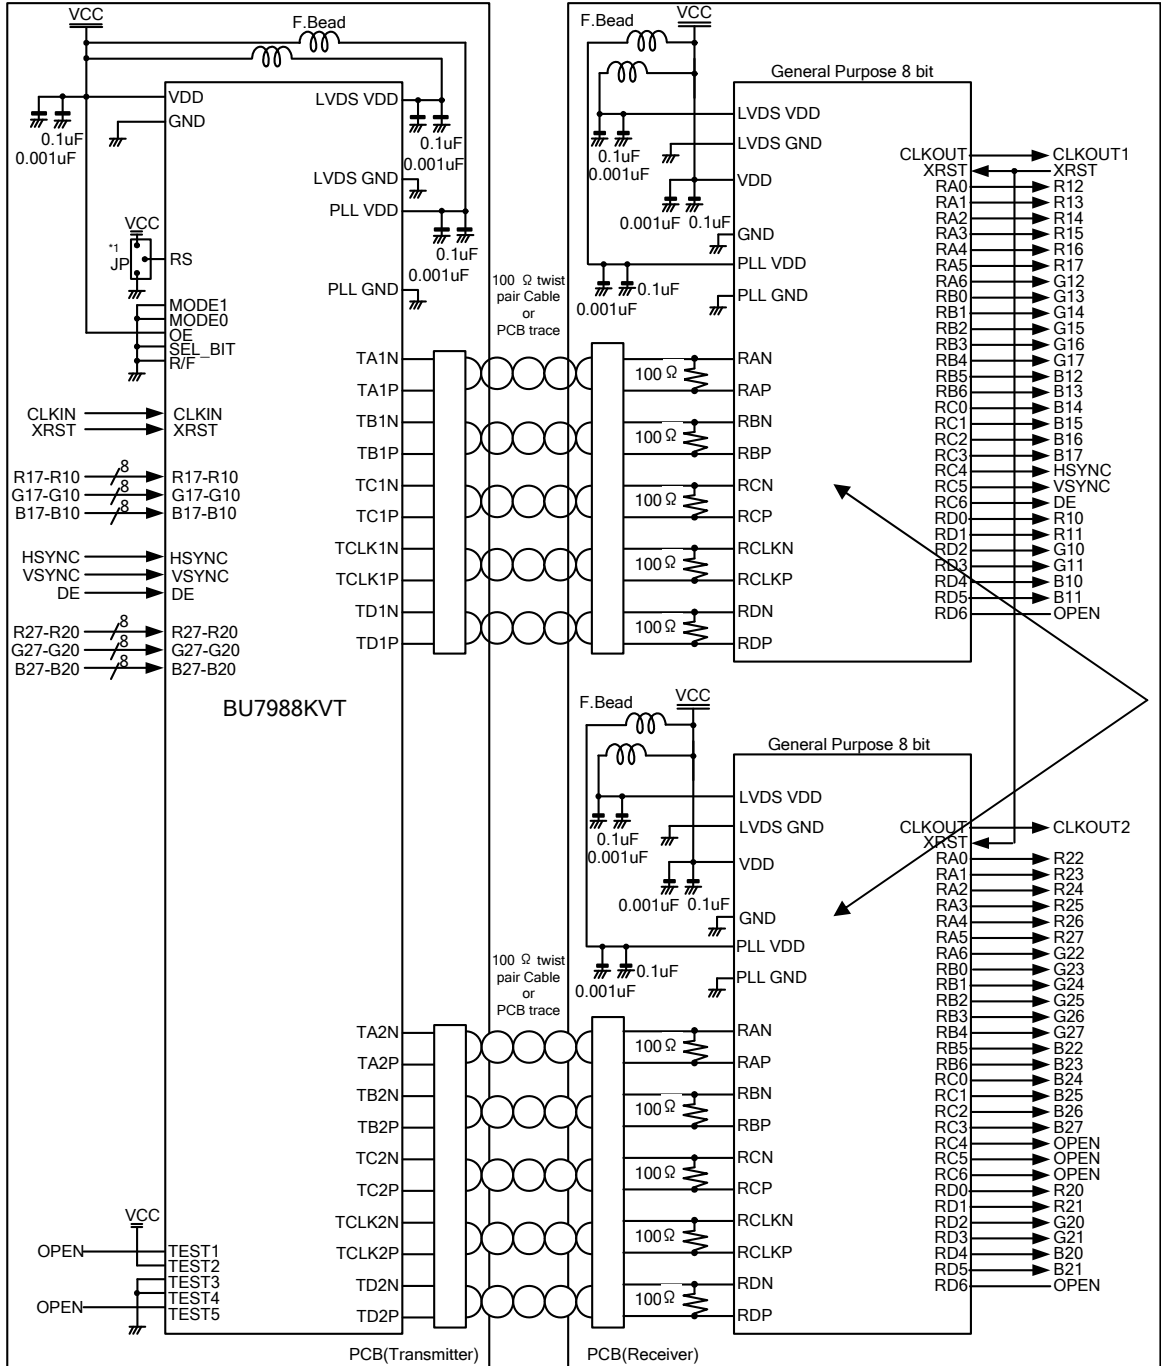 VCC
F.Bead
VDD
GND
0.1uF
0.001uF
LVDS VDD
0.1uF
0.001uF
LVDS GND
PLL VDD
0.1uF
0.001uF
PLL GND
VCC
*1
JP
RS
MODE1
MODE0
OE
SEL_BIT
R/F
CLKIN CLKIN
XRST XRST
R17-R10 8 R17-R10
G17-G10 8 G17-G10
B17-B10 8 B17-B10
HSYNC HSYNC
VSYNC VSYNC
DE DE
R27-R20 8 R27-R20
G27-G20 8 G27-G20
B27-B20 8 B27-B20
BU7988KVT
TA1N
TA1P
TB1N
TB1P
TC1N
TC1P
TCLK1N
TCLK1P
TD1N
TD1P
TA2N
TA2P
TB2N
TB2P
TC2N
TC2P
TCLK2N
TCLK2P
TD2N
TD2P
VCC
OPEN TEST1
TEST2
TEST3
TEST4
OPEN TEST5
PCB(Transmitter)
100 Ω twist
pair Cable
or
PCB trace
100 Ω twist
pair Cable
or
PCB trace
VCC
F.Bead
General Purpose 8 bit
LVDS VDD
0.1uF
0.001uF
LVDS GND
VDD
0.001uF 0.1uF
GND
PLL VDD
0.1uF
0.001uF
PLL GND
100 Ω
RAN
RAP
100 Ω
RBN
RBP
100 Ω
RCN
RCP
100 Ω
RCLKN
RCLKP
100 Ω
RDN
RDP
CLKOUT CLKOUT1
XRST XRST
RA0 R12
RA1 R13
RA2 R14
RA3 R15
RA4 R16
RA5 R17
RA6 G12
RB0 G13
RB1 G14
RB2 G15
RB3 G16
RB4 G17
RB5 B12
RB6 B13
RC0 B14
RC1 B15
RC2 B16
RC3 B17
RC4 HSYNC
RC5 VSYNC
RC6 DE
RD0 R10
RD1 R11
RD2 G10
RD3 G11
RD4 B10
RD5 B11
RD6 OPEN
VCC
F.Bead
General Purpose 8 bit
LVDS VDD
0.1uF
0.001uF
LVDS GND
VDD
0.001uF 0.1uF
GND
PLL VDD
0.1uF
0.001uF
PLL GND
100 Ω
RAN
RAP
100 Ω
RBN
RBP
100 Ω
RCN
RCP
100 Ω
RCLKN
RCLKP
100 Ω
RDN
RDP
CLKOUT CLKOUT2
XRST
RA0 R22
RA1 R23
RA2 R24
RA3 R25
RA4 R26
RA5 R27
RA6 G22
RB0 G23
RB1 G24
RB2 G25
RB3 G26
RB4 G27
RB5 B22
RB6 B23
RC0 B24
RC1 B25
RC2 B26
RC3 B27
RC4 OPEN
RC5 OPEN
RC6 OPEN
RD0 R20
RD1 R21
RD2 G20
RD3 G21
RD4 B20
RD5 B21
RD6 OPEN
PCB(Receiver)